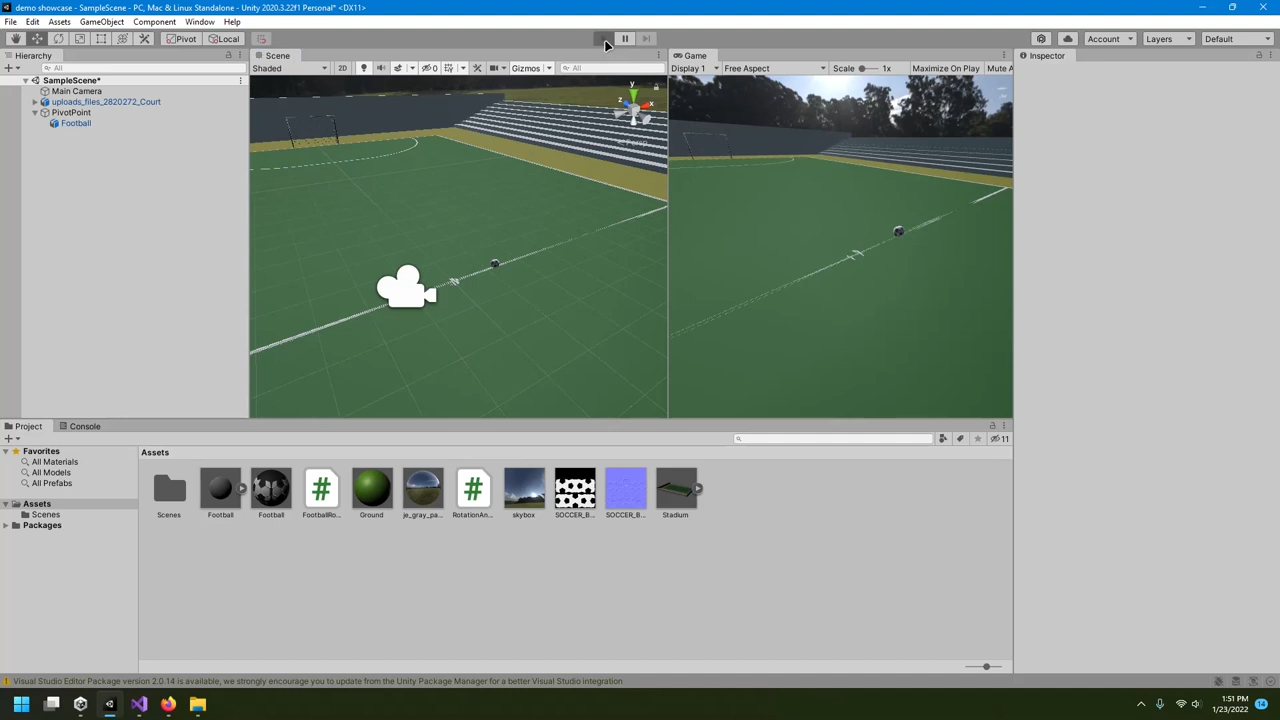 demo showcase - SampleScene - PC, Mac & Linux Standalone - Unity 2020.3.22f1 Personal* <DX11>
File Edit Assets GameObject Component Window Help
Pivot Local Account Layers Default
Hierarchy Scene Game Inspector
All Shaded 2D 0 Gizmos All Display 1 Free Aspect Scale 1x Maximize On Play Mute A
SampleScene*
Main Camera
uploads_files_2820272_Court
PivotPoint
Football
y
x
z
< Persp
Project Console
11
Favorites
All Materials
All Models
All Prefabs
Assets
Scenes
Packages
Assets
Scenes Football Football FootballRo... Ground je_gray_pa... RotationAn... skybox SOCCER_B... SOCCER_B... Stadium
Visual Studio Editor Package version 2.0.14 is available, we strongly encourage you to update from the Unity Package Manager for a better Visual Studio integration
1:51 PM
1/23/2022
14